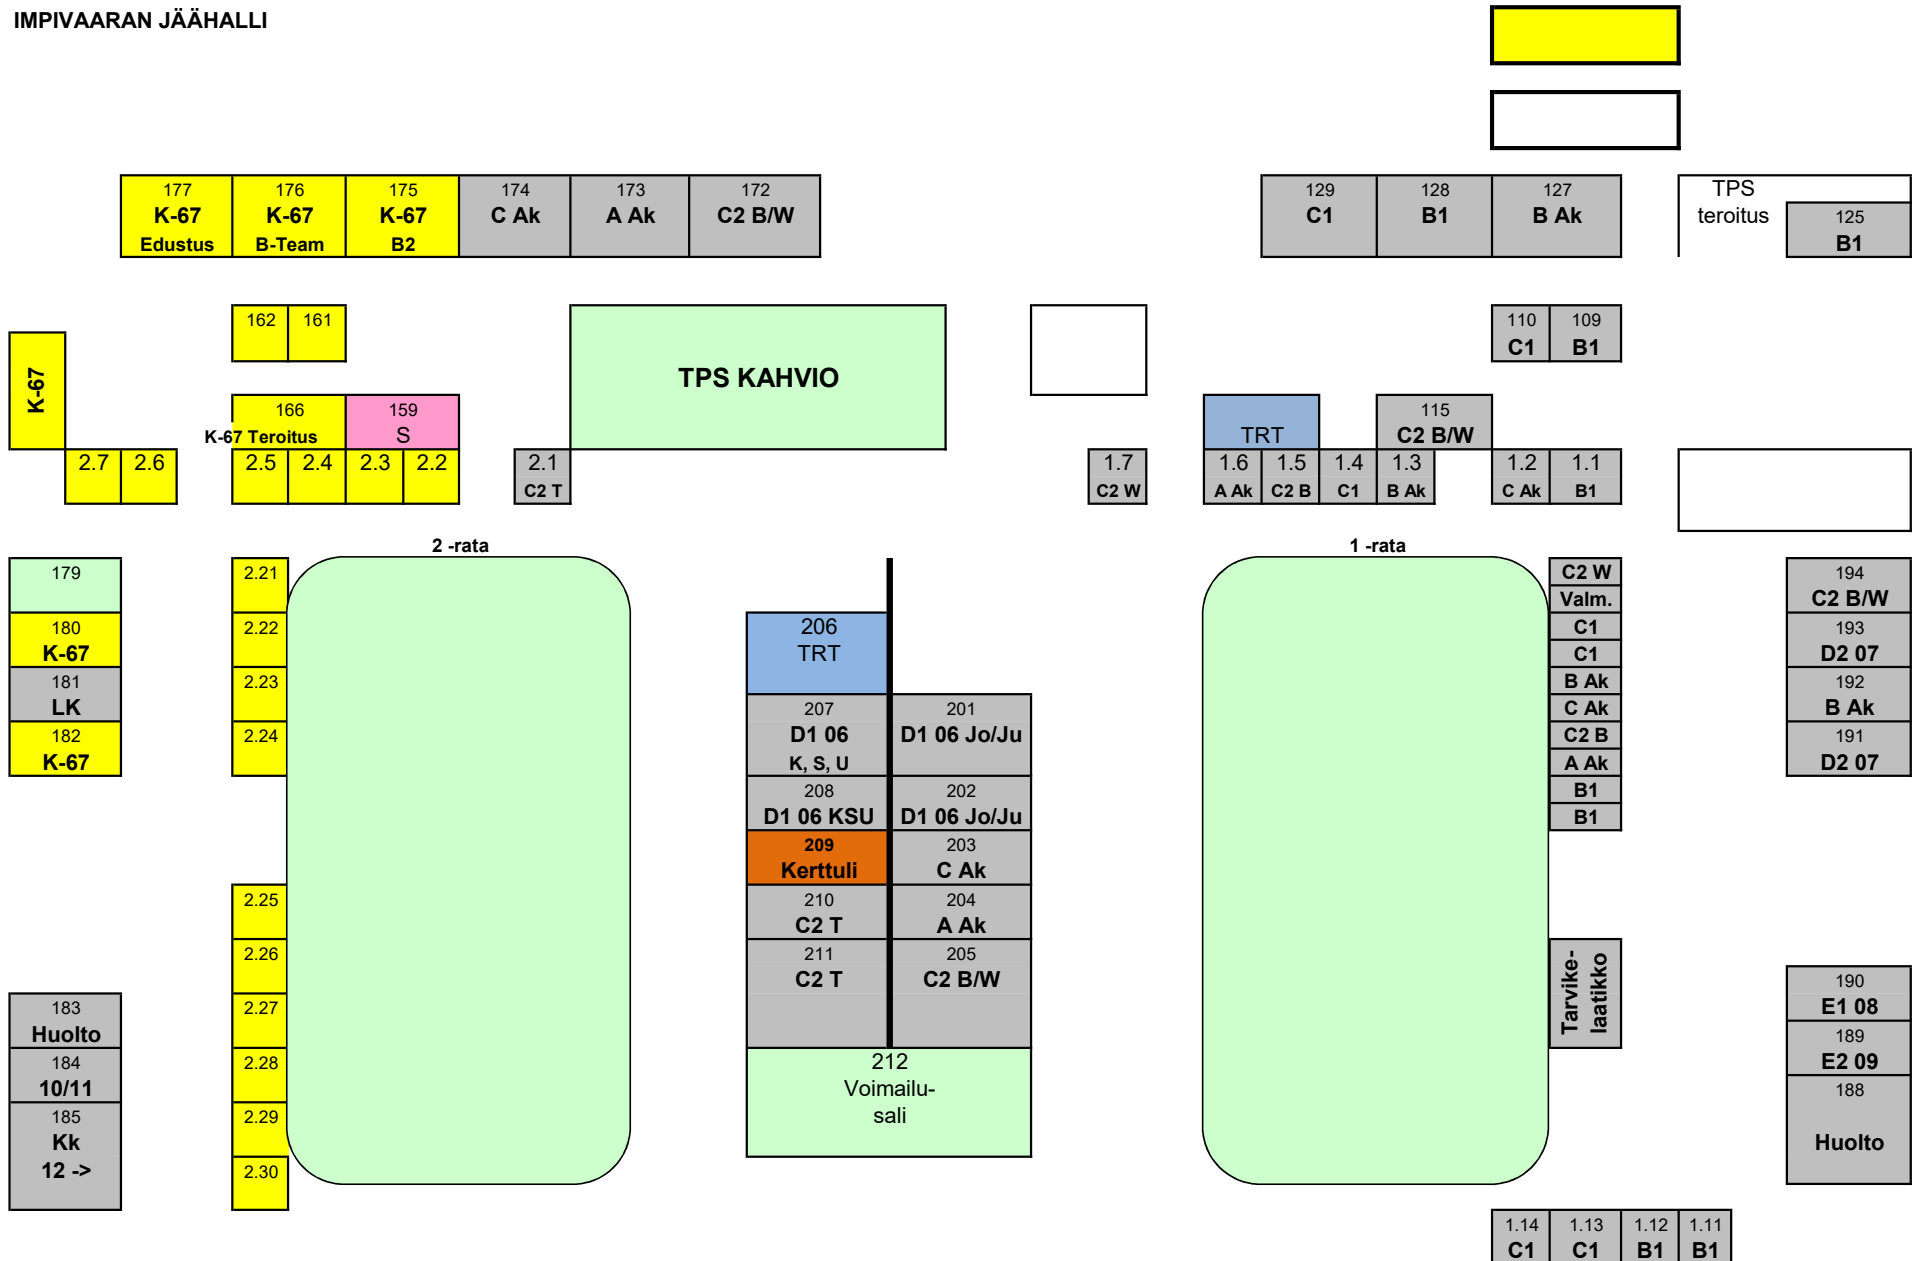 IMPIVAARAN JÄÄHALLI
177 176 175 174 173 172 129 128 127 TPS
K-67 K-67 K-67 C Ak A Ak C2 B/W C1 B1 B Ak teroitus 125
Edustus B-Team B2 B1
162 161 110 109
C1 B1
K-67
TPS KAHVIO
166 159 115
K-67 Teroitus S TRT C2 B/W
2.7 2.6 2.5 2.4 2.3 2.2 2.1 1.7 1.6 1.5 1.4 1.3 1.2 1.1
C2 T C2 W A Ak C2 B C1 B Ak C Ak B1
2 -rata 1 -rata
179 2.21 C2 W 194
Valm. C2 B/W
180 2.22 206 C1 193
K-67 TRT C1 D2 07
181 2.23 B Ak 192
LK 207 201 C Ak B Ak
182 2.24 D1 06 D1 06 Jo/Ju C2 B 191
K-67 K, S, U A Ak D2 07
208 202 B1
D1 06 KSU D1 06 Jo/Ju B1
209 203
Kerttuli C Ak
2.25 210 204
C2 T A Ak
2.26 211 205
C2 T C2 B/W
Tarvike-
laatikko
190
183 2.27 E1 08
Huolto 189
184 2.28 212 E2 09
10/11 Voimailu- 188
185 2.29 sali
Kk Huolto
12 -> 2.30
1.14 1.13 1.12 1.11
C1 C1 B1 B1